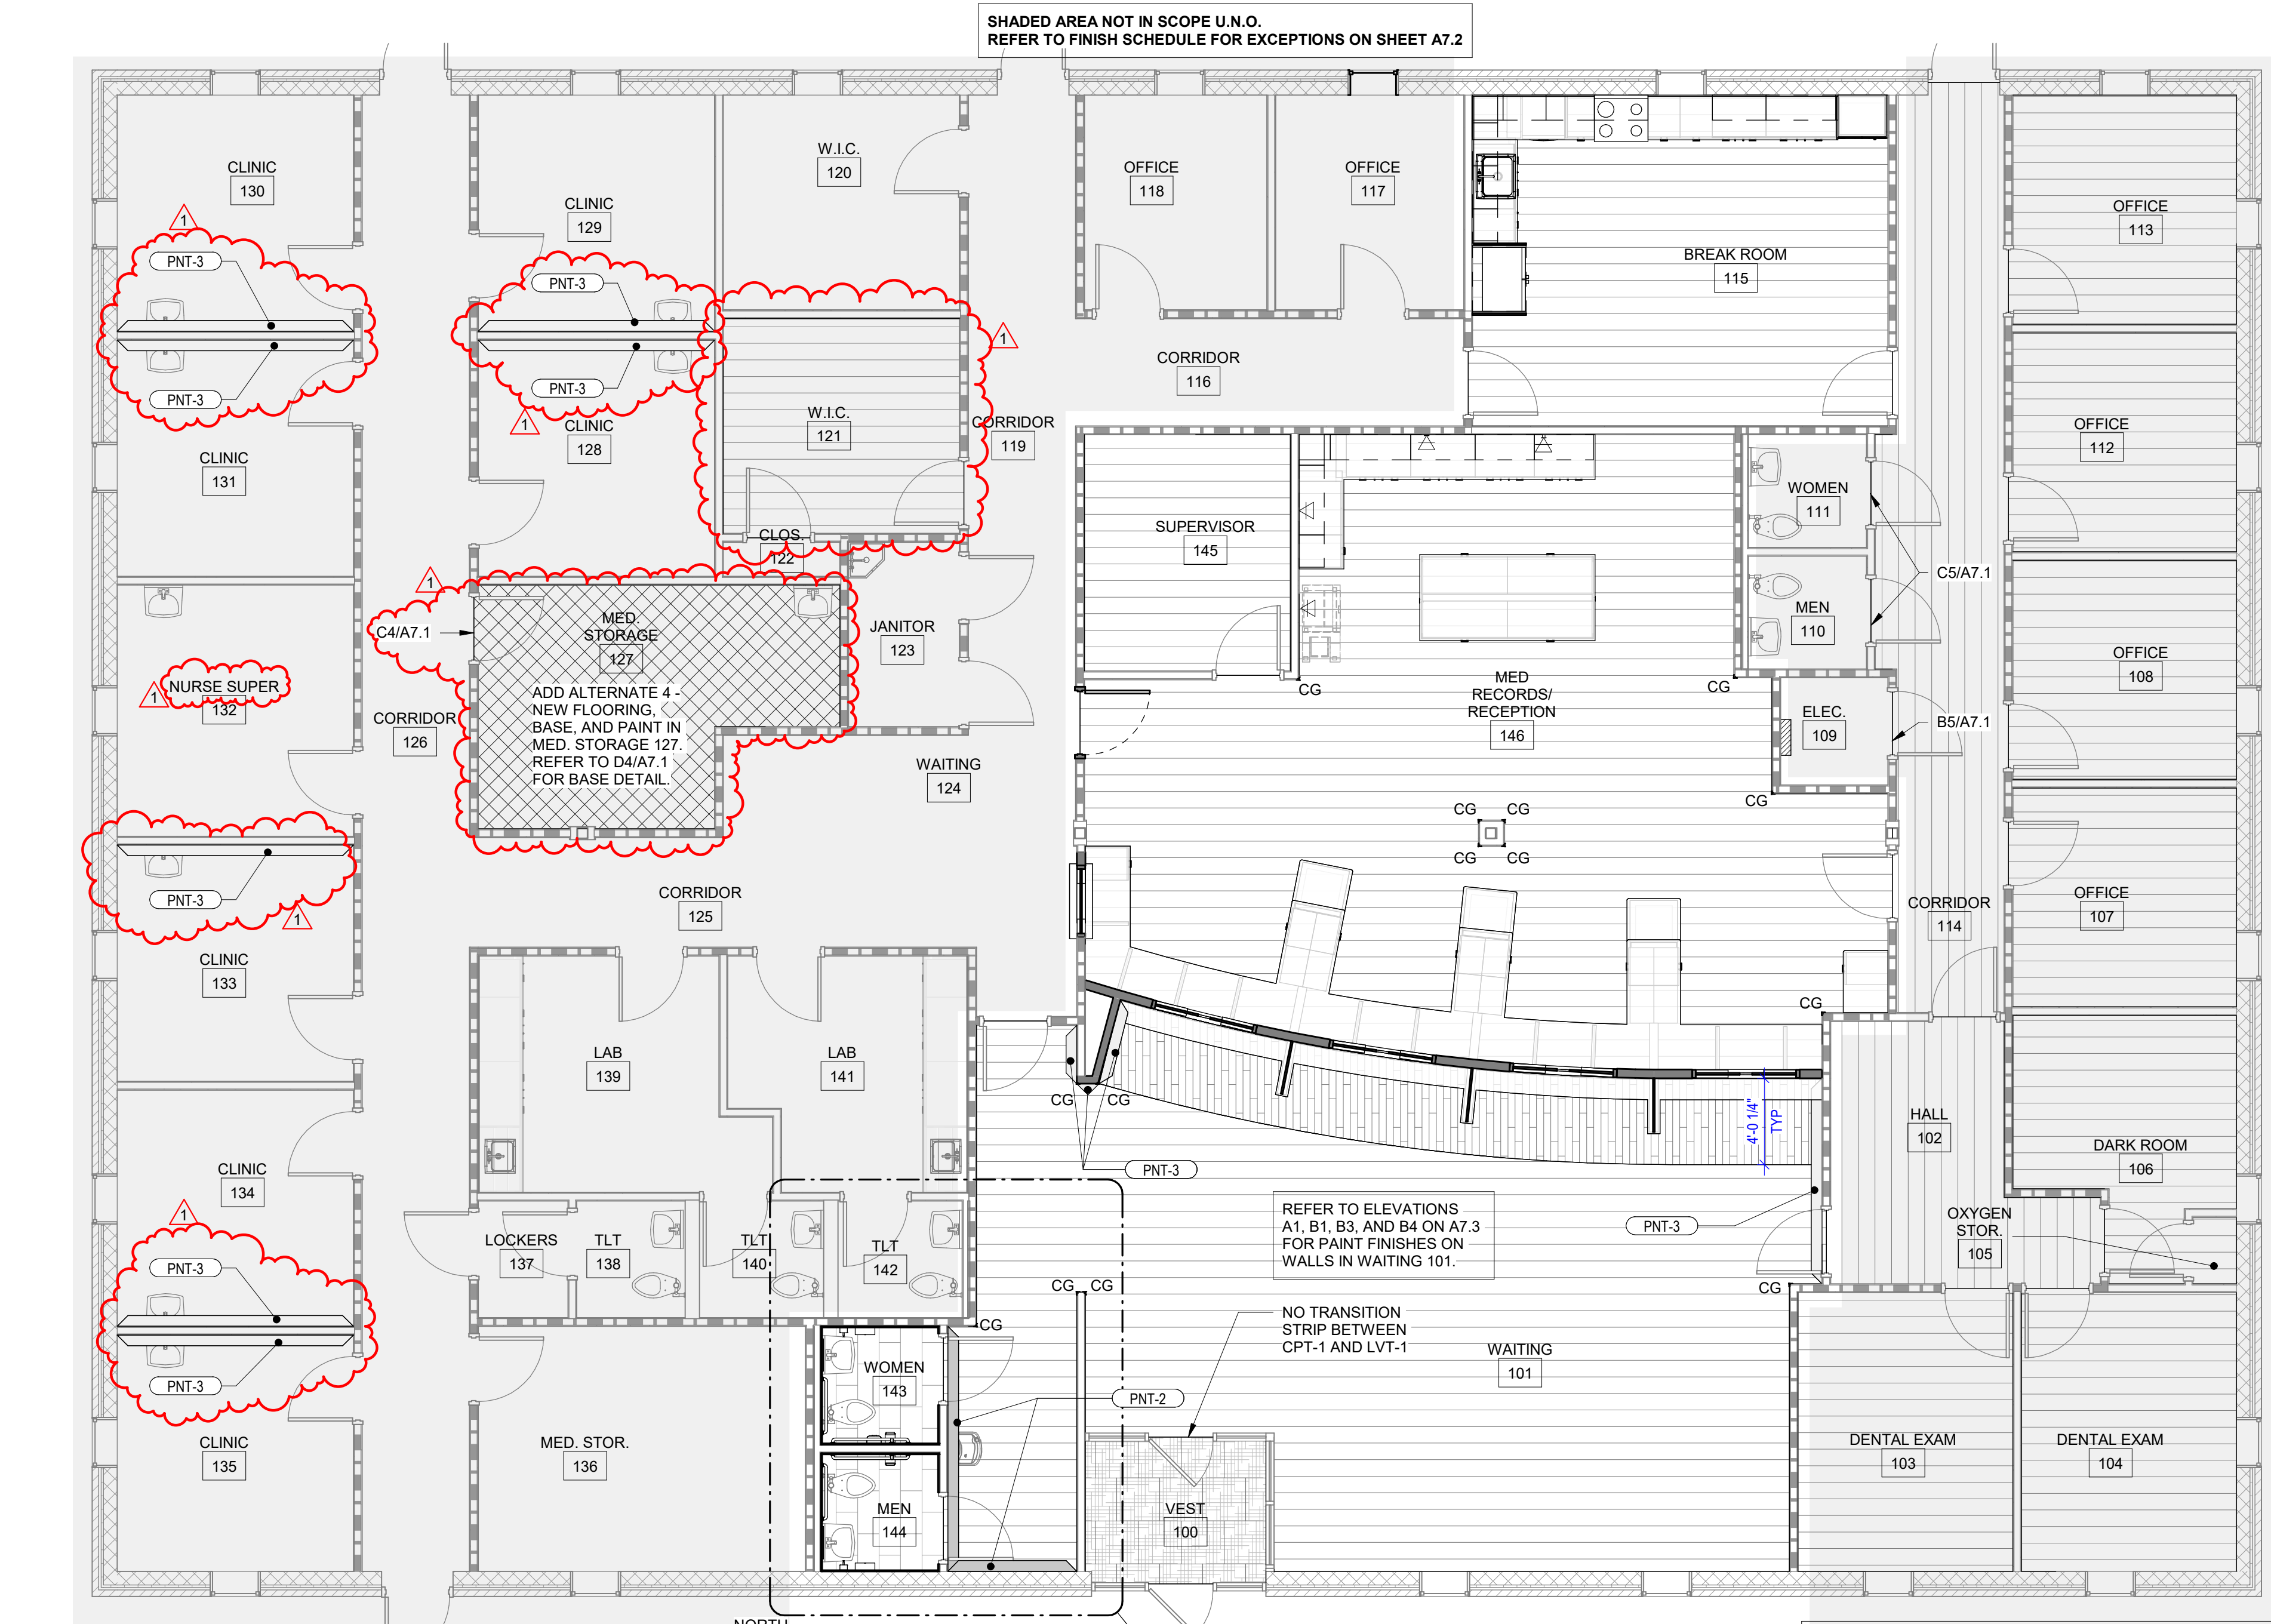 SHADED AREA NOT IN SCOPE U.N.O.
REFER TO FINISH SCHEDULE FOR EXCEPTIONS ON SHEET A7.2
CLINIC
130
1
PNT-3
PNT-3
CLINIC
131
CLINIC
129
PNT-3
PNT-3
1
CLINIC
128
W.I.C.
120
1
W.I.C.
121
CORRIDOR
119
CLOS.
122
OFFICE
118
OFFICE
117
CORRIDOR
116
BREAK ROOM
115
OFFICE
113
OFFICE
112
WOMEN
111
MEN
110
C5/A7.1
SUPERVISOR
145
CG
MED
RECORDS/
RECEPTION
146
CG
ELEC.
109
B5/A7.1
OFFICE
108
CG
CG
CG
CG
CG
OFFICE
107
CORRIDOR
114
CG
1
C4/A7.1
MED.
STORAGE
127
ADD ALTERNATE 4 -
NEW FLOORING,
BASE, AND PAINT IN
MED. STORAGE 127.
REFER TO D4/A7.1
FOR BASE DETAIL.
JANITOR
123
1
NURSE SUPER
132
CORRIDOR
126
WAITING
124
CORRIDOR
125
PNT-3
1
CLINIC
133
LAB
139
LAB
141
CG
CG
PNT-3
4'-0 1/4"
TYP
HALL
102
DARK ROOM
106
OXYGEN
STOR.
105
PNT-3
REFER TO ELEVATIONS
A1, B1, B3, AND B4 ON A7.3
FOR PAINT FINISHES ON
WALLS IN WAITING 101.
CLINIC
134
1
PNT-3
PNT-3
CLINIC
135
LOCKERS
137
TLT
138
TLT
140
TLT
142
CG
CG
CG
CG
NO TRANSITION
STRIP BETWEEN
CPT-1 AND LVT-1
WAITING
101
WOMEN
143
PNT-2
MEN
144
MED. STOR.
136
VEST
100
DENTAL EXAM
103
DENTAL EXAM
104
NORTH